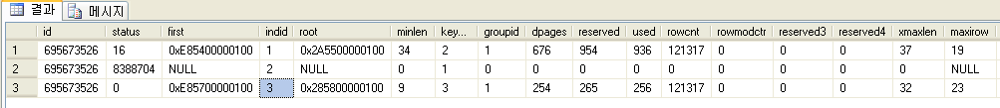 결과 메시지
id status first indid root minlen key... groupid dpages reserved used rowcnt rowmodctr reserved3 reserved4 xmaxlen maxirow
1 695673526 16 0xE85400000100 1 0x2A5500000100 34 2 1 676 954 936 121317 0 0 0 37 19
2 695673526 8388704 NULL 2 NULL 0 1 0 0 0 0 0 0 0 0 0 NULL
3 695673526 0 0xE85700000100 3 0x285800000100 9 3 1 254 265 256 121317 0 0 0 32 23